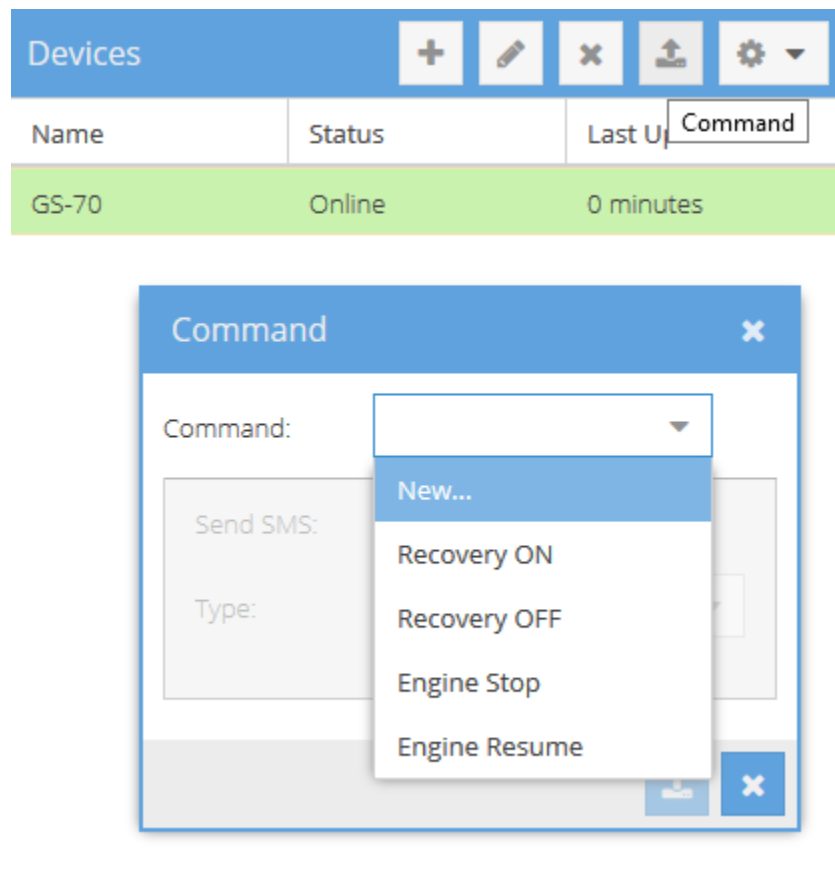 Devices
Name Status Last Up
Command
GS-70 Online 0 minutes
Command
Command:
New...
Send SMS:
Recovery ON
Type:
Recovery OFF
Engine Stop
Engine Resume